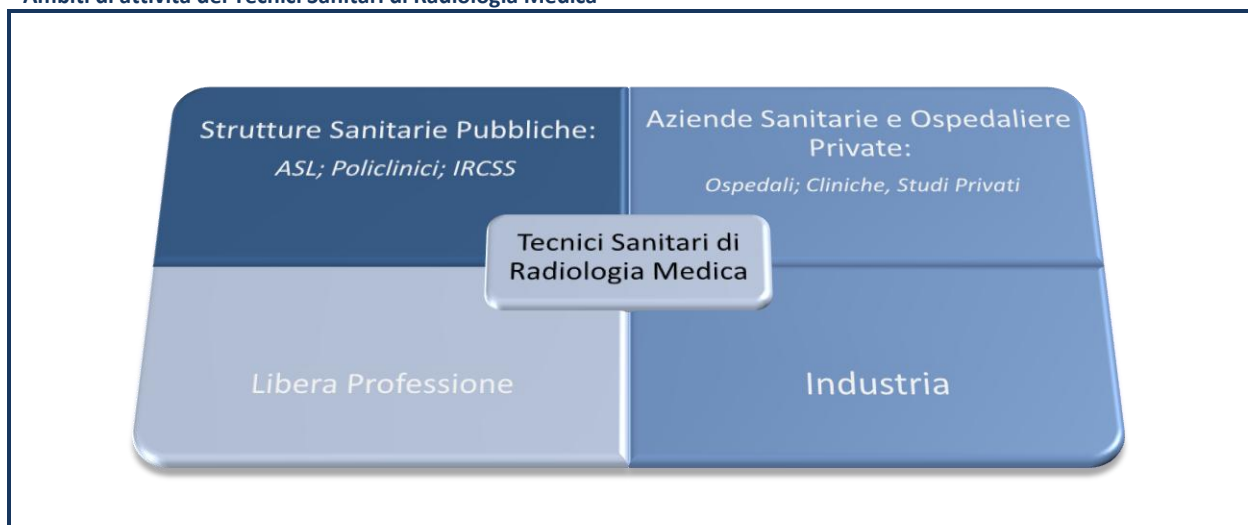 Ambiti di attività dei Tecnici Sanitari di Radiologia Medica
Strutture Sanitarie Pubbliche:
ASL; Policlinici; IRCSS
Aziende Sanitarie e Ospedaliere
Private:
Ospedali; Cliniche, Studi Privati
Tecnici Sanitari di
Radiologia Medica
Libera Professione
Industria